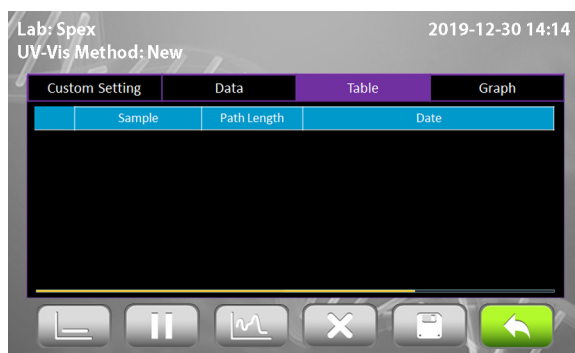 Lab: Spex 2019-12-30 14:14
UV-Vis Method: New
Custom Setting Data Table Graph
Sample Path Length Date